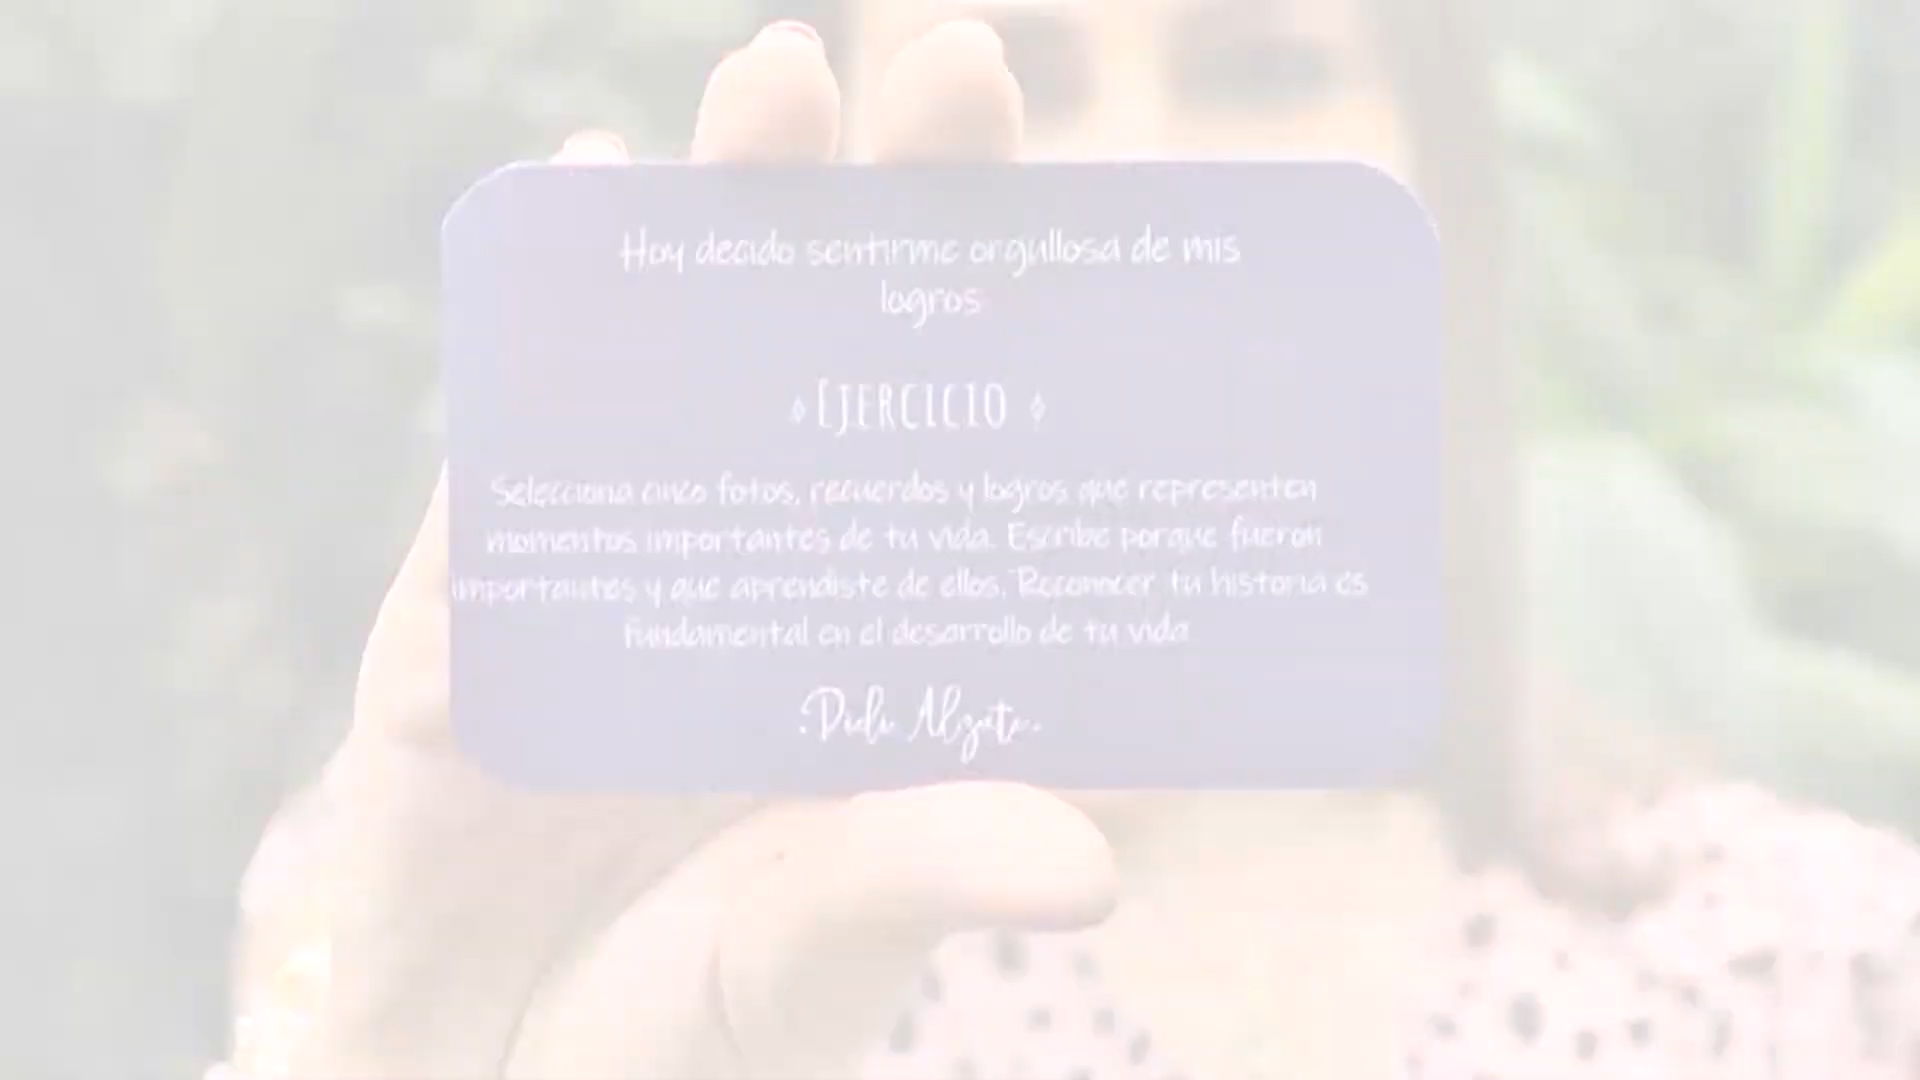 Hoy decido sentirme orgullosa de mis
logros
EJERCICIO
Selecciona cinco fotos, recuerdos y logros que representen
momentos importantes de tu vida. Escribe porque fueron
importantes y que aprendiste de ellos. Reconocer tu historia es
fundamental en el desarrollo de tu vida
Alzate